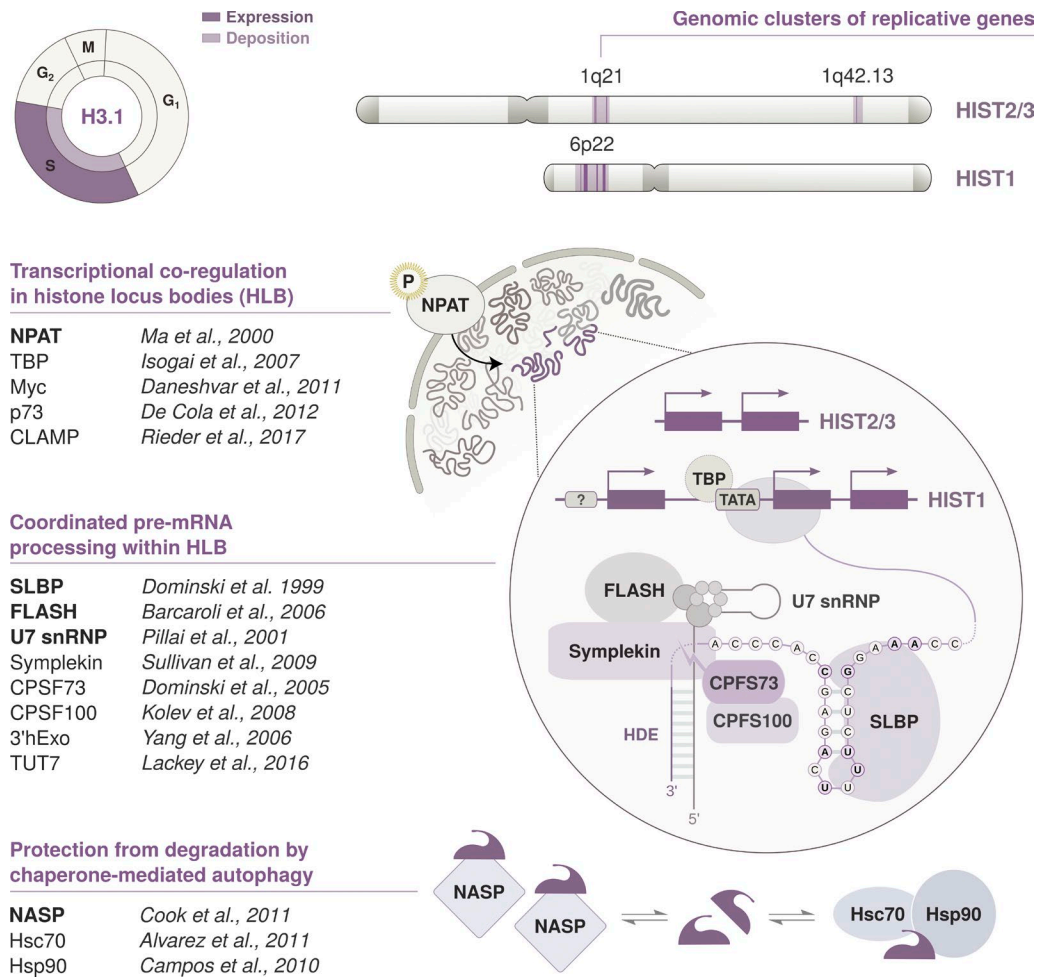 Expression
Deposition
M
G2
G1
H3.1
S
Genomic clusters of replicative genes
1q21
1q42.13
HIST2/3
6p22
HIST1
Transcriptional co-regulation
in histone locus bodies (HLB)
NPAT Ma et al., 2000
TBP Isogai et al., 2007
Myc Daneshvar et al., 2011
p73 De Cola et al., 2012
CLAMP Rieder et al., 2017
P
NPAT
HIST2/3
TBP
?
TATA
HIST1
Coordinated pre-mRNA
processing within HLB
SLBP Dominski et al. 1999
FLASH Barcaroli et al., 2006
U7 snRNP Pillai et al., 2001
Symplekin Sullivan et al., 2009
CPSF73 Dominski et al., 2005
CPSF100 Kolev et al., 2008
3'hExo Yang et al., 2006
TUT7 Lackey et al., 2016
FLASH
U7 snRNP
Symplekin
A C C C A C C G G A A A C C
CPFS73
CPFS100
G C
A U
G C
A U
C U
U U
HDE
SLBP
3'
5'
Protection from degradation by
chaperone-mediated autophagy
NASP Cook et al., 2011
Hsc70 Alvarez et al., 2011
Hsp90 Campos et al., 2010
NASP
NASP
Hsc70
Hsp90